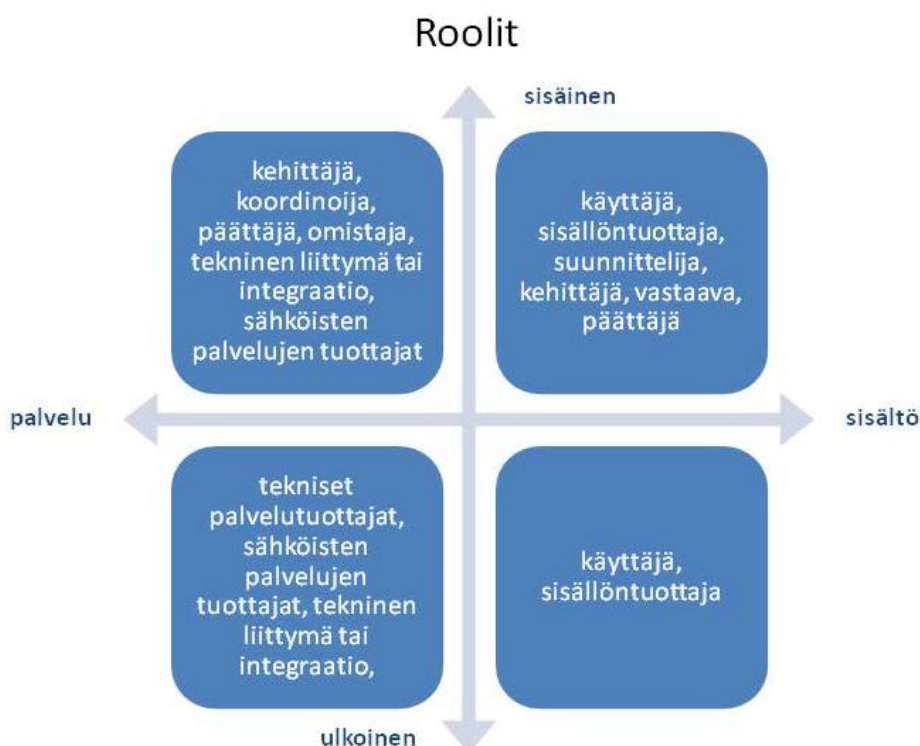 Roolit
sisäinen
kehittäjä,
koordinoija,
päättäjä, omistaja,
tekninen liittymä tai
integraatio,
sähköisten
palvelujen tuottajat
käyttäjä,
sisällöntuottaja,
suunnittelija,
kehittäjä, vastaava,
päättäjä
palvelu
sisältö
tekniset
palvelutuottajat,
sähköisten
palvelujen
tuottajat, tekninen
liittymä tai
integraatio,
käyttäjä,
sisällöntuottaja
ulkoinen